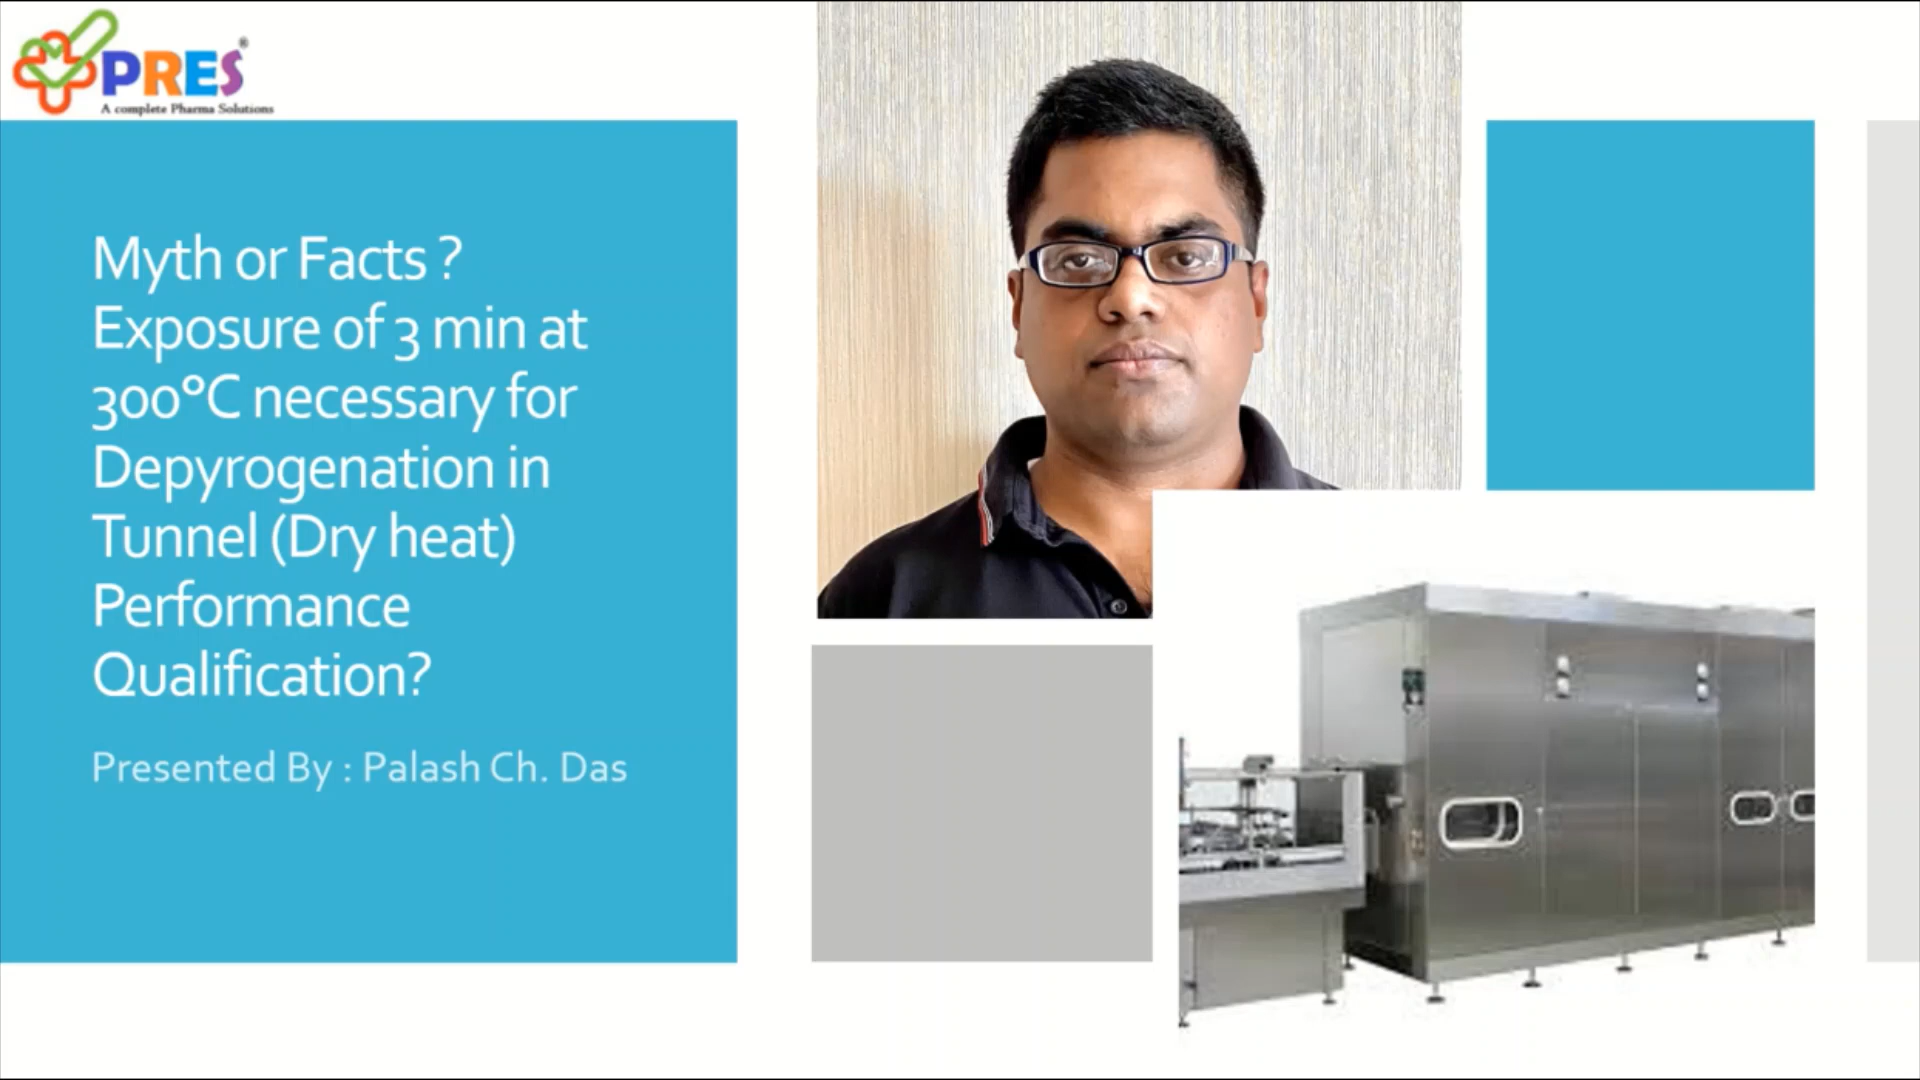 PRES®
A complete Pharma Solutions
Myth or Facts ?
Exposure of 3 min at
300°C necessary for
Depyrogenation in
Tunnel (Dry heat)
Performance
Qualification?
Presented By : Palash Ch. Das